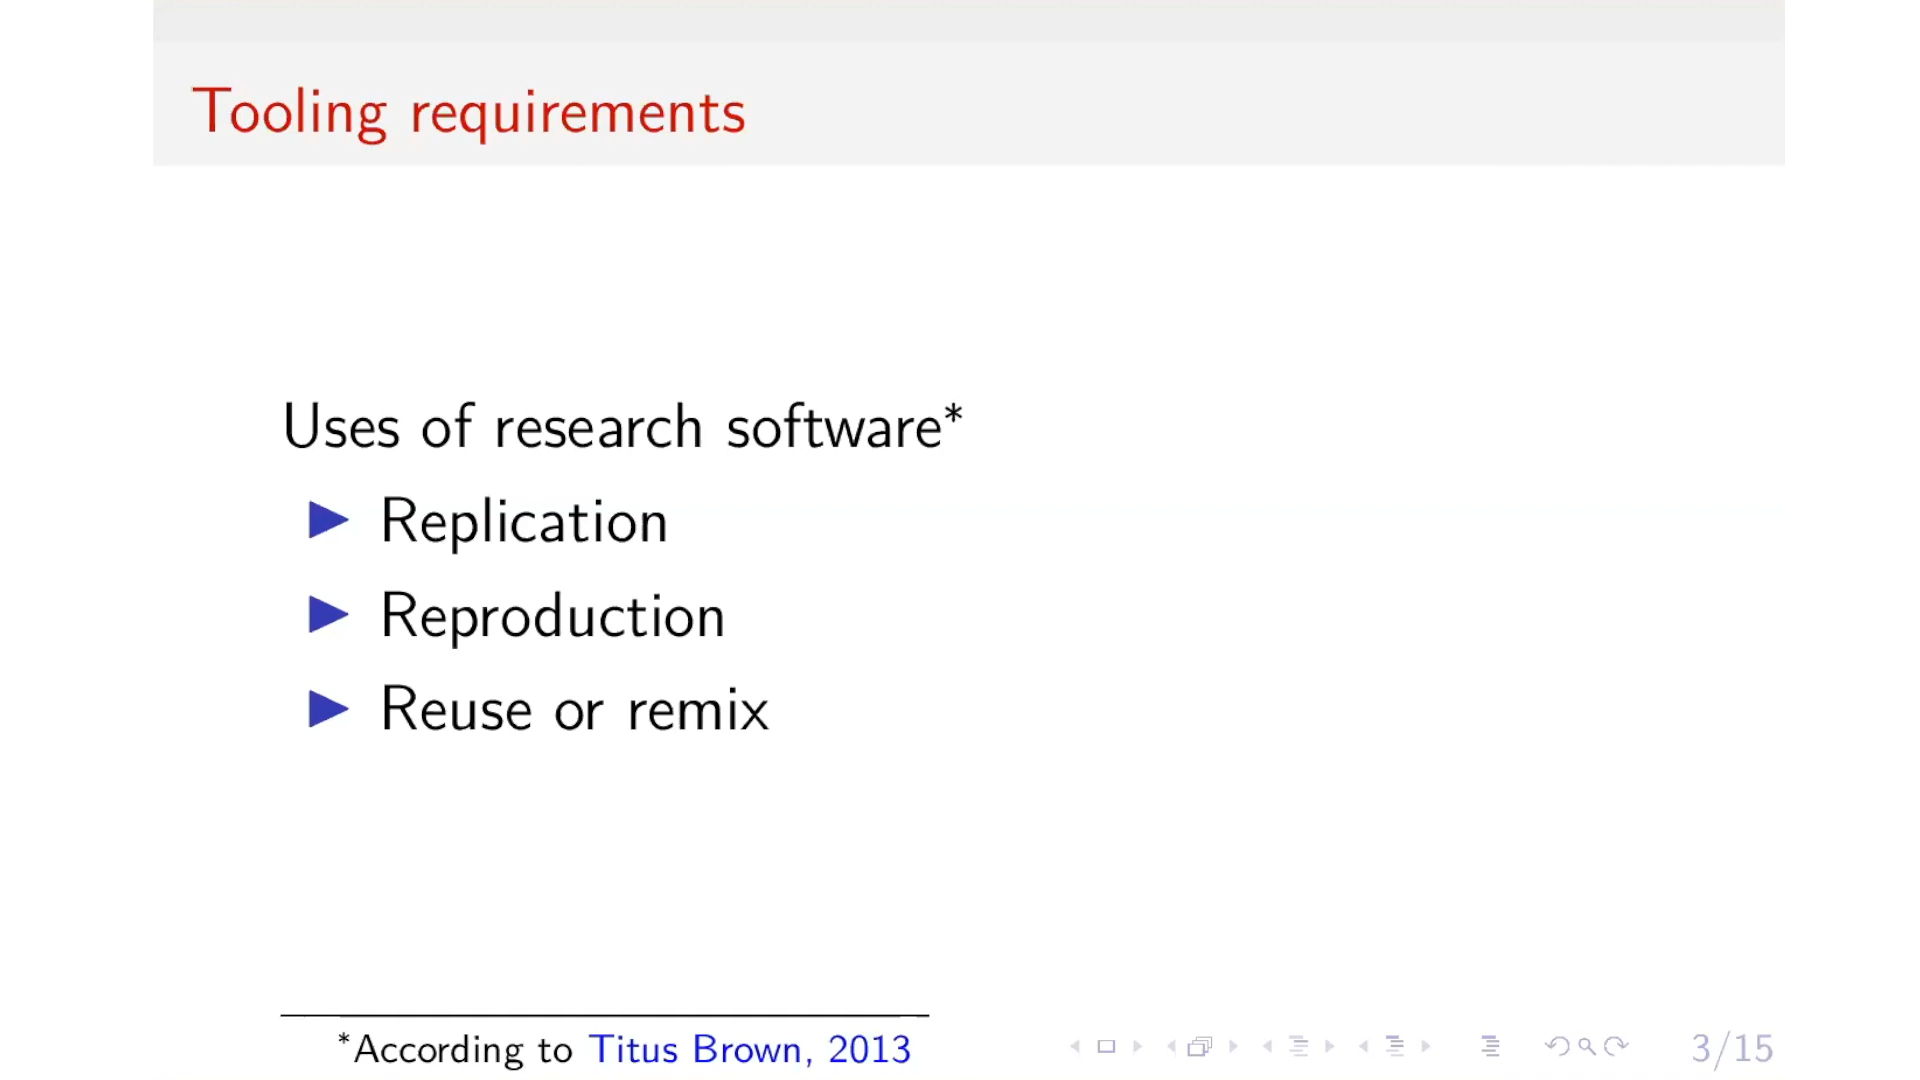 Tooling requirements
Uses of research software*
Replication
Reproduction
Reuse or remix
*According to Titus Brown, 2013
3/15